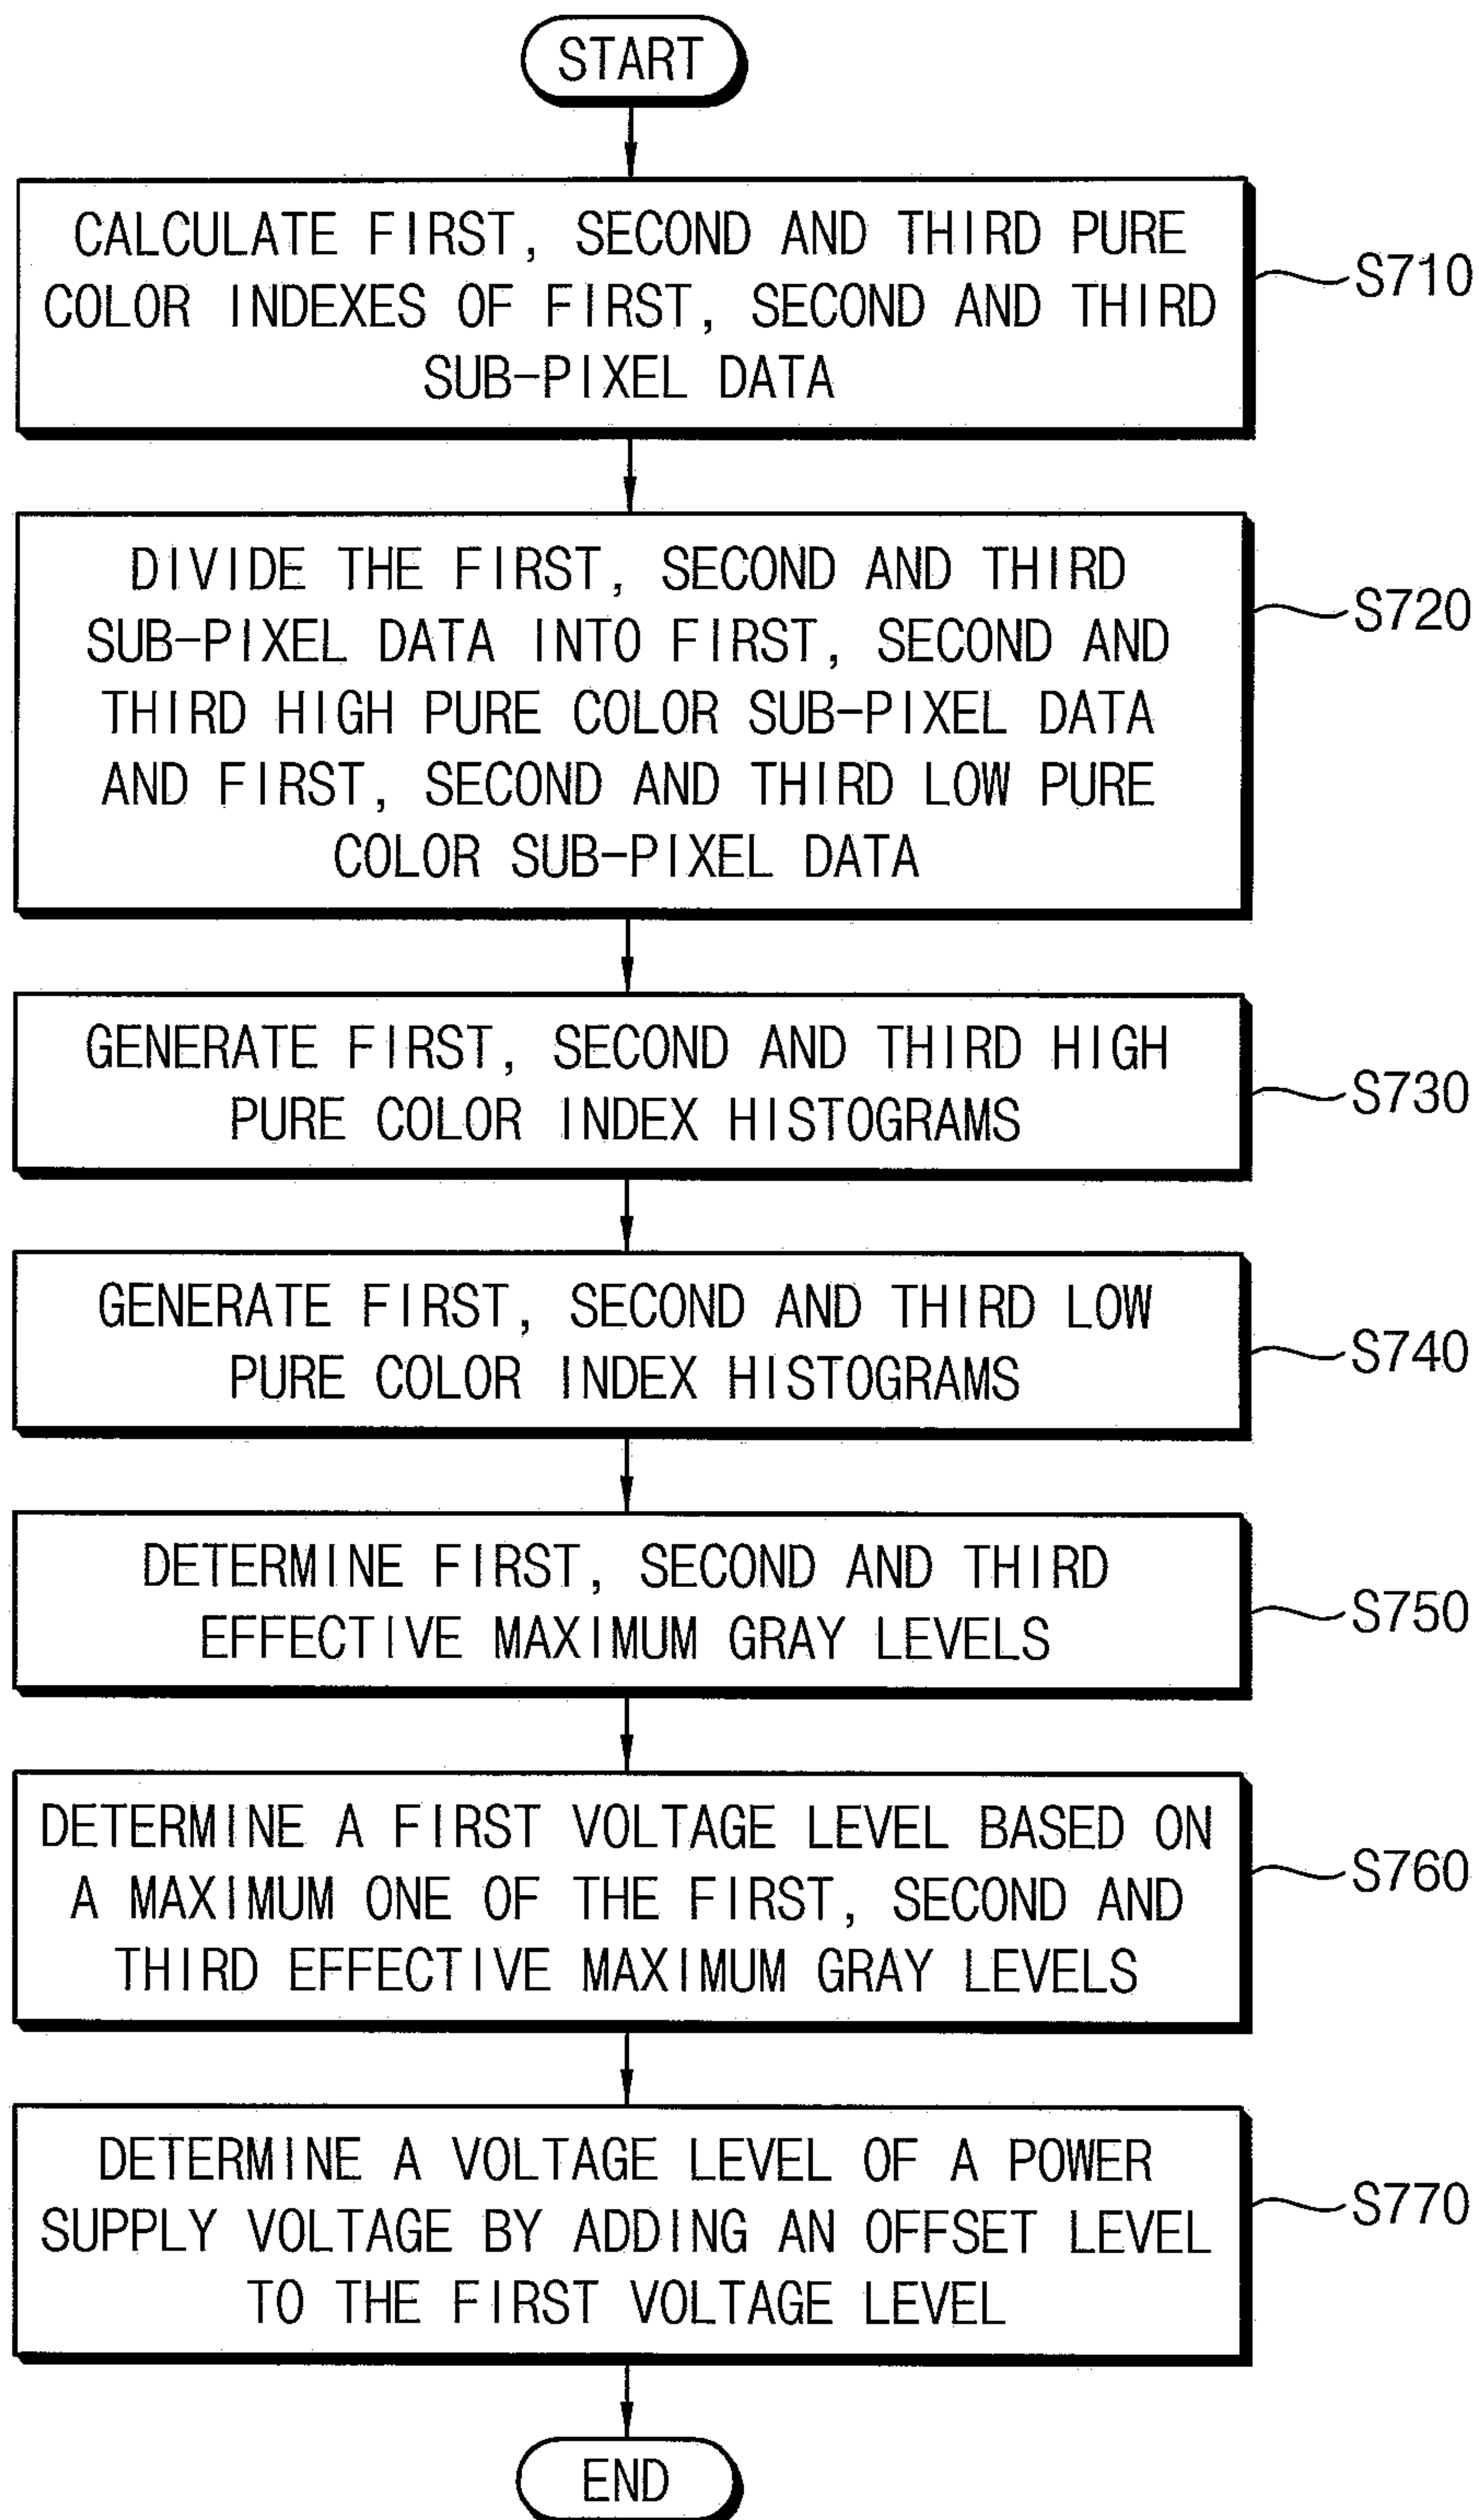 START
CALCULATE FIRST, SECOND AND THIRD PURE
COLOR INDEXES OF FIRST, SECOND AND THIRD
SUB-PIXEL DATA
S710
DIVIDE THE FIRST, SECOND AND THIRD
SUB-PIXEL DATA INTO FIRST, SECOND AND
THIRD HIGH PURE COLOR SUB-PIXEL DATA
AND FIRST, SECOND AND THIRD LOW PURE
COLOR SUB-PIXEL DATA
S720
GENERATE FIRST, SECOND AND THIRD HIGH
PURE COLOR INDEX HISTOGRAMS
S730
GENERATE FIRST, SECOND AND THIRD LOW
PURE COLOR INDEX HISTOGRAMS
S740
DETERMINE FIRST, SECOND AND THIRD
EFFECTIVE MAXIMUM GRAY LEVELS
S750
DETERMINE A FIRST VOLTAGE LEVEL BASED ON
A MAXIMUM ONE OF THE FIRST, SECOND AND
THIRD EFFECTIVE MAXIMUM GRAY LEVELS
S760
DETERMINE A VOLTAGE LEVEL OF A POWER
SUPPLY VOLTAGE BY ADDING AN OFFSET LEVEL
TO THE FIRST VOLTAGE LEVEL
S770
END